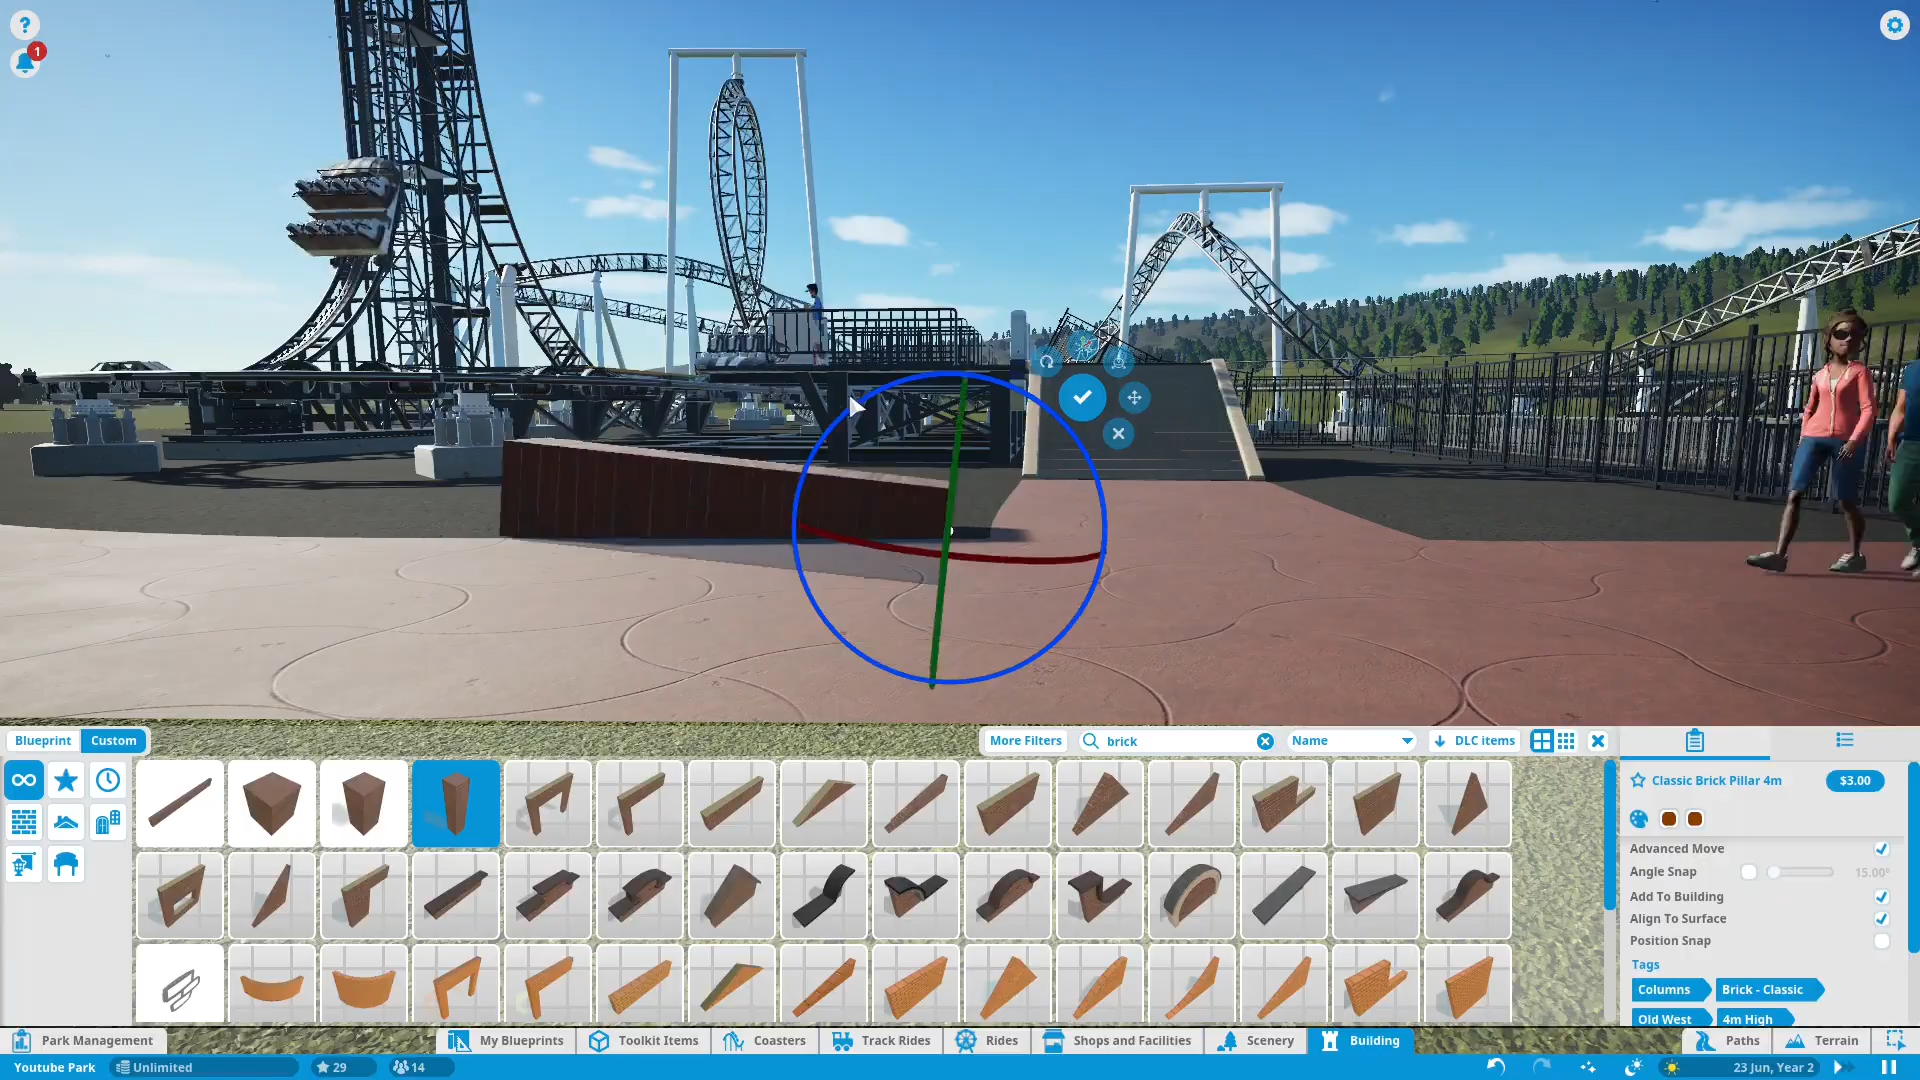 ?
1
Blueprint
Custom
More Filters
brick
Name
DLC items
Classic Brick Pillar 4m
$3.00
Advanced Move
Angle Snap
15.00°
Add To Building
Align To Surface
Position Snap
Tags
Columns
Brick - Classic
Old West
4m High
Park Management
My Blueprints
Toolkit Items
Coasters
Track Rides
Rides
Shops and Facilities
Scenery
Building
Paths
Terrain
Youtube Park
Unlimited
29
14
23 Jun, Year 2